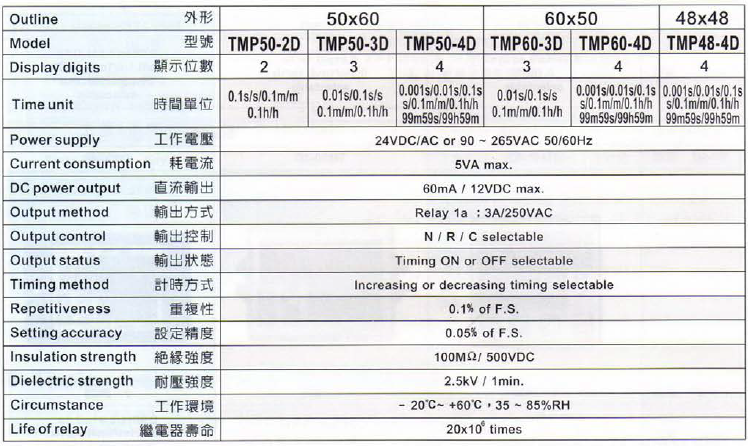 Outline 外形 50x60 60x50 48x48
Model 型號 TMP50-2D TMP50-3D TMP50-4D TMP60-3D TMP60-4D TMP48-4D
Display digits 顯示位數 2 3 4 3 4 4
Time unit 時間單位 0.1s/s/0.1m/m 0.1h/h 0.01s/0.1s/s 0.1m/m/0.1h/h 0.001s/0.01s/0.1s s/0.1m/m/0.1h/h 99m59s/99h59m 0.01s/0.1s/s 0.1m/m/0.1h/h 0.001s/0.01s/0.1s s/0.1m/m/0.1h/h 99m59s/99h59m 0.001s/0.01s/0.1s s/0.1m/m/0.1h/h 99m59s/99h59m
Power supply 工作電壓 24VDC/AC or 90 ~ 265VAC 50/60Hz
Current consumption 耗電流 5VA max.
DC power output 直流輸出 60mA / 12VDC max.
Output method 輸出方式 Relay 1a : 3A/250VAC
Output control 輸出控制 N / R / C selectable
Output status 輸出狀態 Timing ON or OFF selectable
Timing method 計時方式 Increasing or decreasing timing selectable
Repetitiveness 重複性 0.1% of F.S.
Setting accuracy 設定精度 0.05% of F.S.
Insulation strength 絕緣強度 100MΩ/ 500VDC
Dielectric strength 耐壓強度 2.5kV / 1min.
Circumstance 工作環境 - 20℃~ +60℃，35 ~ 85%RH
Life of relay 繼電器壽命 20x10⁶ times